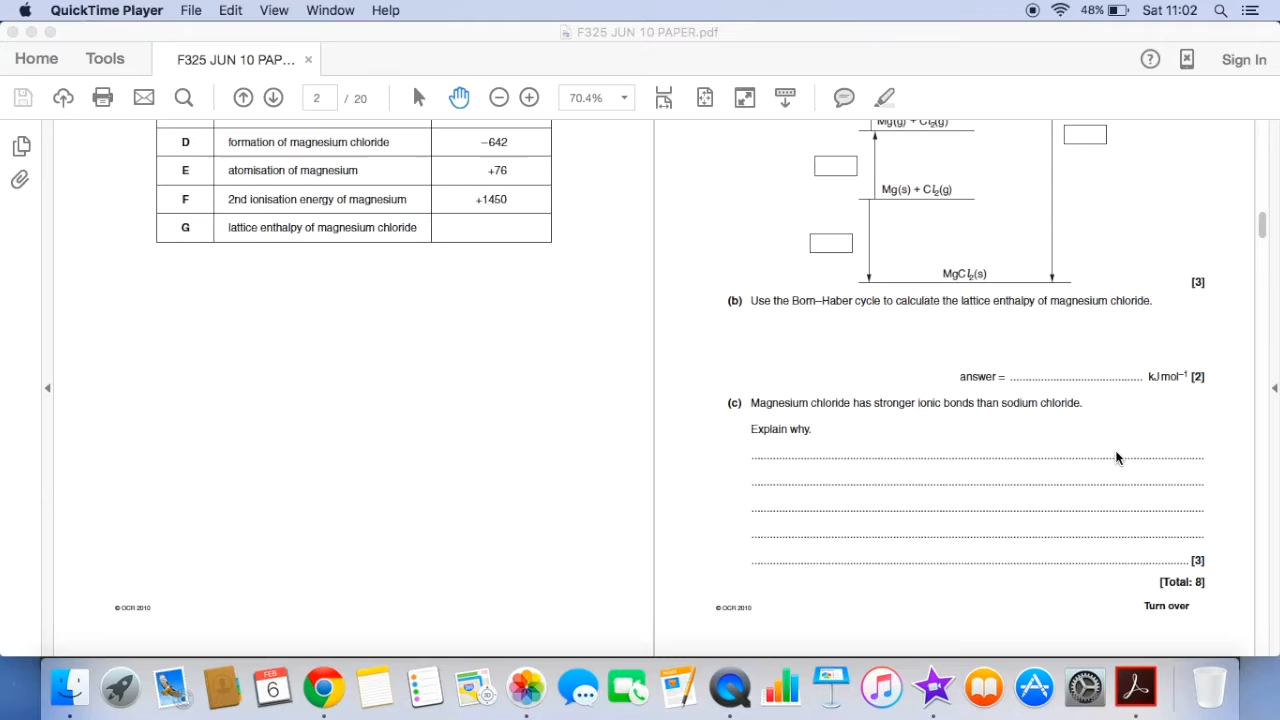 QuickTime Player File Edit View Window Help 48% Sat 11:02
F325 JUN 10 PAPER.pdf
Home Tools F325 JUN 10 PAP... × Sign In
2 / 20 70.4%
D formation of magnesium chloride −642
E atomisation of magnesium +76
F 2nd ionisation energy of magnesium +1450
G lattice enthalpy of magnesium chloride
© OCR 2010
Mg(g) + Cl₂(g)
Mg(s) + Cl₂(g)
MgCl₂(s)
[3]
(b) Use the Born–Haber cycle to calculate the lattice enthalpy of magnesium chloride.
answer = ............................................ kJ mol⁻¹ [2]
(c) Magnesium chloride has stronger ionic bonds than sodium chloride.
Explain why.
[3]
[Total: 8]
© OCR 2010
Turn over
FEB
6